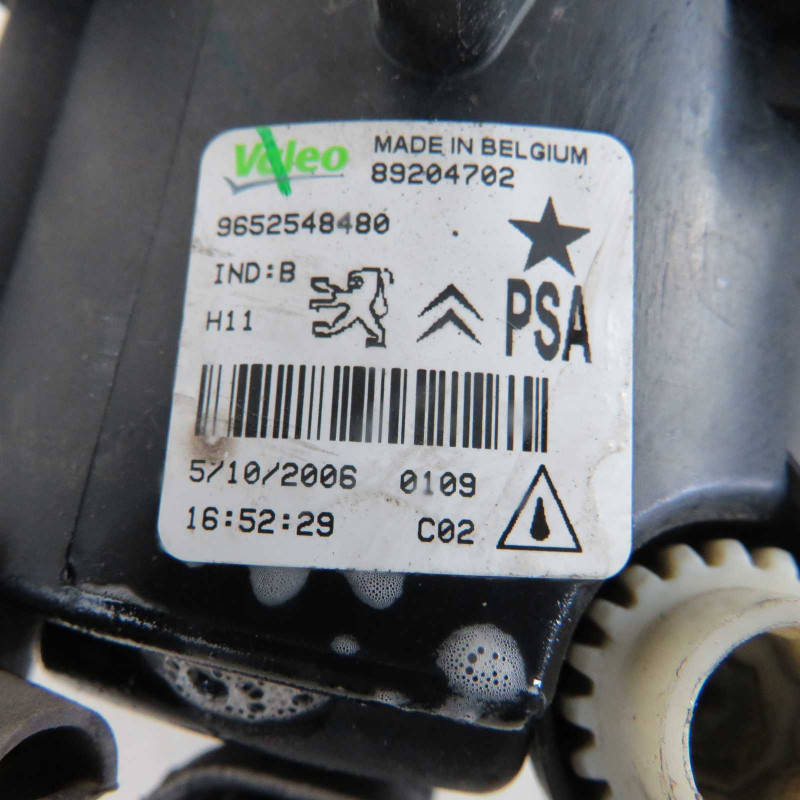 Valeo
MADE IN BELGIUM
89204702
9652548480
IND:B
H11
PSA
5/10/2006 0109
16:52:29 C02